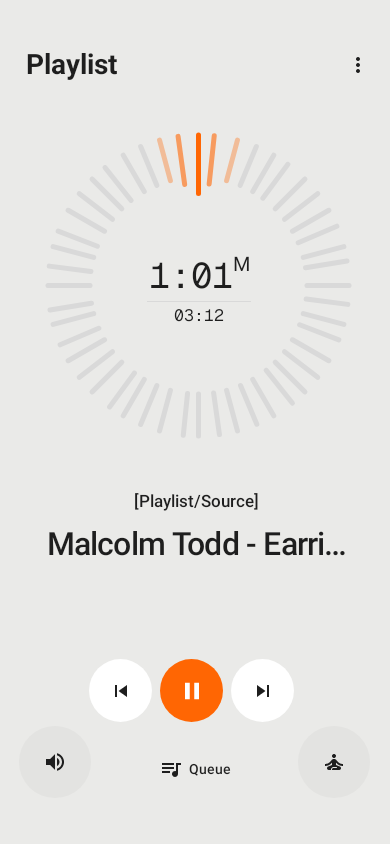 Playlist
1:01M
03:12
[Playlist/Source]
Malcolm Todd - Earri...
Queue